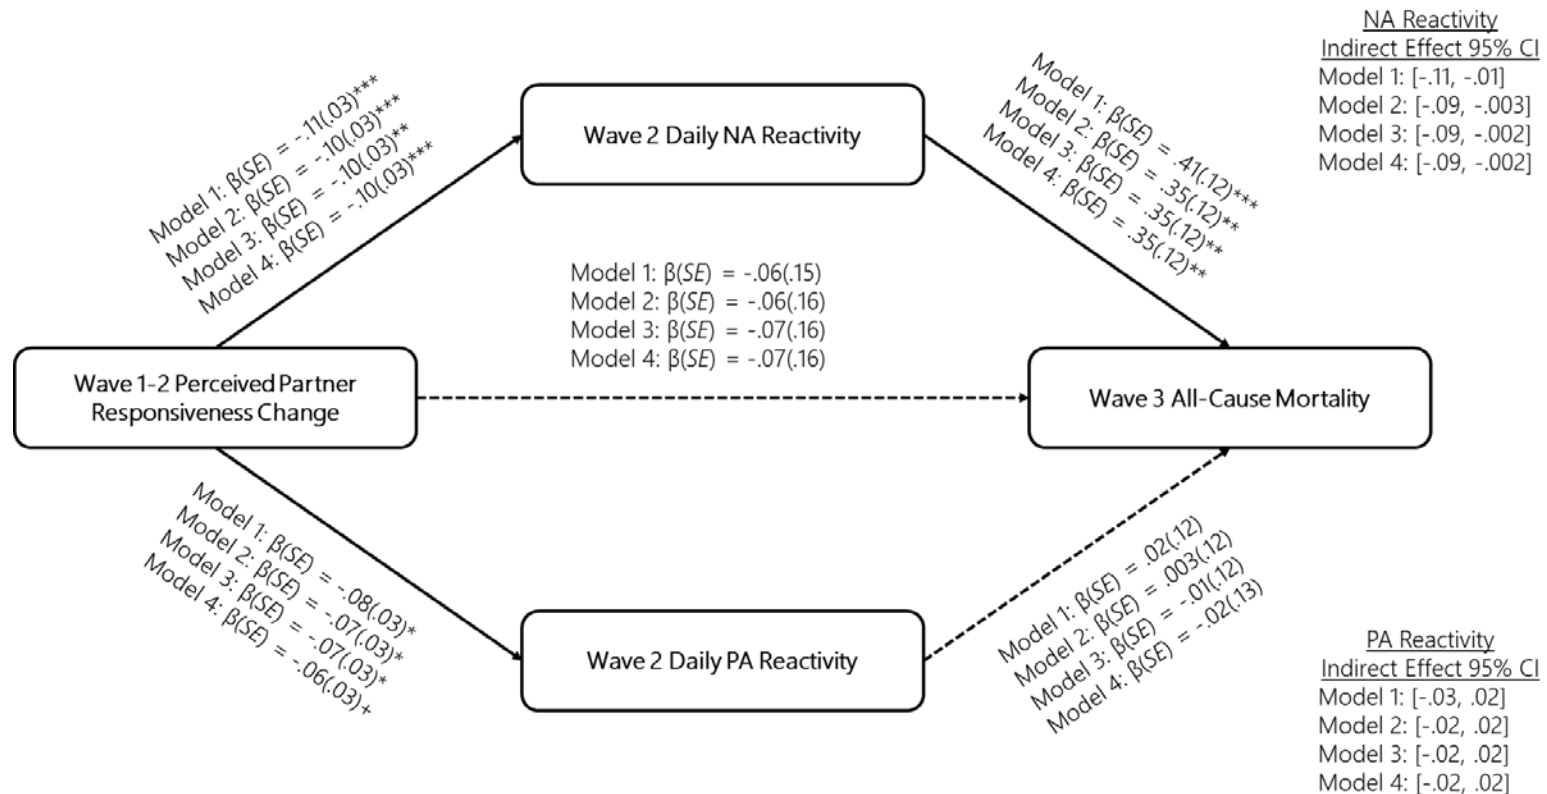 NA Reactivity
Indirect Effect 95% CI
Model 1: [-.11, -.01]
Model 2: [-.09, -.003]
Model 3: [-.09, -.002]
Model 4: [-.09, -.002]
Model 1: β(SE) = -.11(.03)***
Model 2: β(SE) = -.10(.03)***
Model 3: β(SE) = -.10(.03)**
Model 4: β(SE) = -.10(.03)***
Wave 2 Daily NA Reactivity
Model 1: β(SE) = .41(.12)***
Model 2: β(SE) = .35(.12)**
Model 3: β(SE) = .35(.12)**
Model 4: β(SE) = .35(.12)**
Model 1: β(SE) = -.06(.15)
Model 2: β(SE) = -.06(.16)
Model 3: β(SE) = -.07(.16)
Model 4: β(SE) = -.07(.16)
Wave 1-2 Perceived Partner
Responsiveness Change
Wave 3 All-Cause Mortality
Model 1: β(SE) = -.08(.03)*
Model 2: β(SE) = -.07(.03)*
Model 3: β(SE) = -.07(.03)*
Model 4: β(SE) = -.06(.03)+
Wave 2 Daily PA Reactivity
Model 1: β(SE) = .02(.12)
Model 2: β(SE) = .003(.12)
Model 3: β(SE) = -.01(.12)
Model 4: β(SE) = -.02(.13)
PA Reactivity
Indirect Effect 95% CI
Model 1: [-.03, .02]
Model 2: [-.02, .02]
Model 3: [-.02, .02]
Model 4: [-.02, .02]